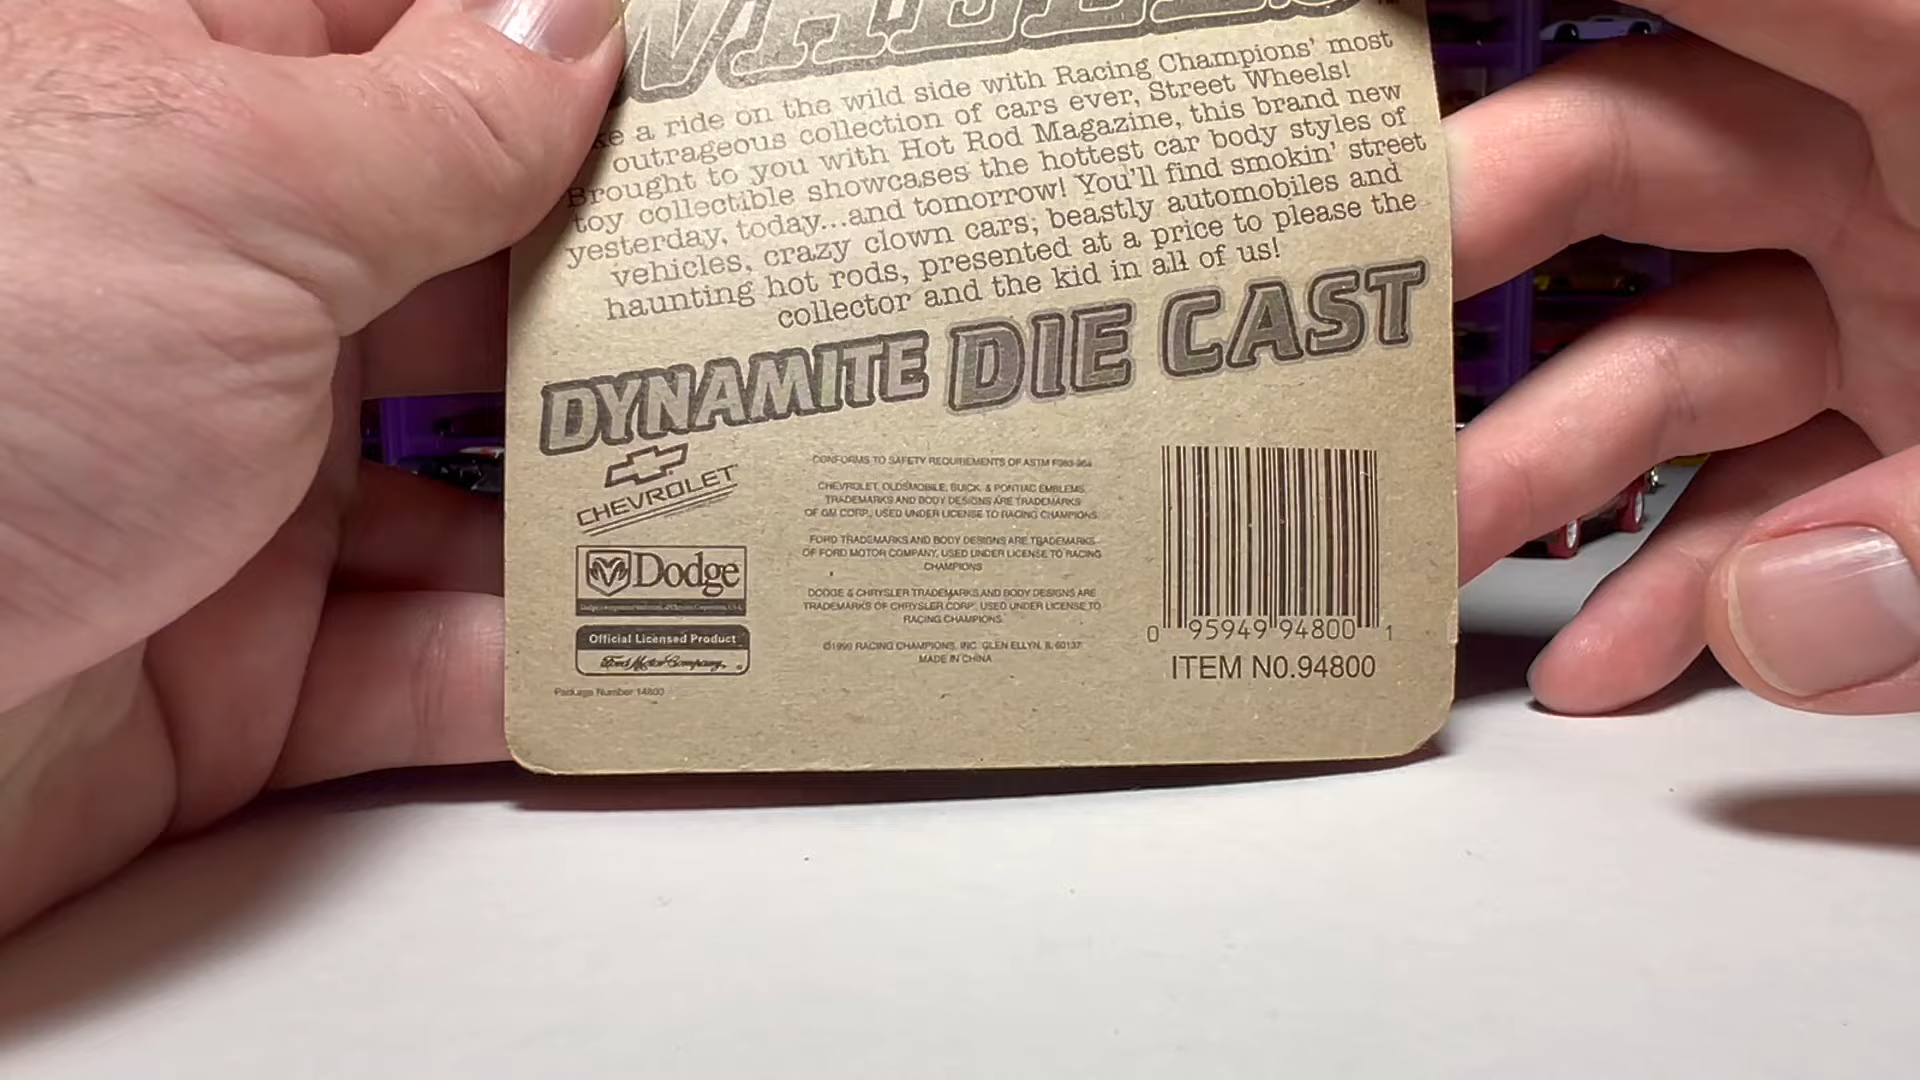 WHEELS
a ride on the wild side with Racing Champions' most
outrageous collection of cars ever, Street Wheels!
Brought to you with Hot Rod Magazine, this brand new
toy collectible showcases the hottest car body styles of
yesterday, today...and tomorrow! You'll find smokin' street
vehicles, crazy clown cars; beastly automobiles and
haunting hot rods, presented at a price to please the
collector and the kid in all of us!
DYNAMITE DIE CAST
CHEVROLET
Dodge
Official Licensed Product
Ford Motor Company
Package Number 14800
CONFORMS TO SAFETY REQUIREMENTS OF ASTM
CHEVROLET, OLDSMOBILE, BUICK, & PONTIAC EMBLEMS,
TRADEMARKS AND BODY DESIGNS ARE TRADEMARKS
OF GM CORP., USED UNDER LICENSE TO RACING CHAMPIONS.
FORD TRADEMARKS AND BODY DESIGNS ARE TRADEMARKS
OF FORD MOTOR COMPANY, USED UNDER LICENSE TO RACING
CHAMPIONS
DODGE & CHRYSLER TRADEMARKS AND BODY DESIGNS ARE
TRADEMARKS OF CHRYSLER CORP. USED UNDER LICENSE TO
RACING CHAMPIONS.
©1999 RACING CHAMPIONS, INC. GLEN ELLYN, IL 60137
MADE IN CHINA
0 95949 94800 1
ITEM NO.94800